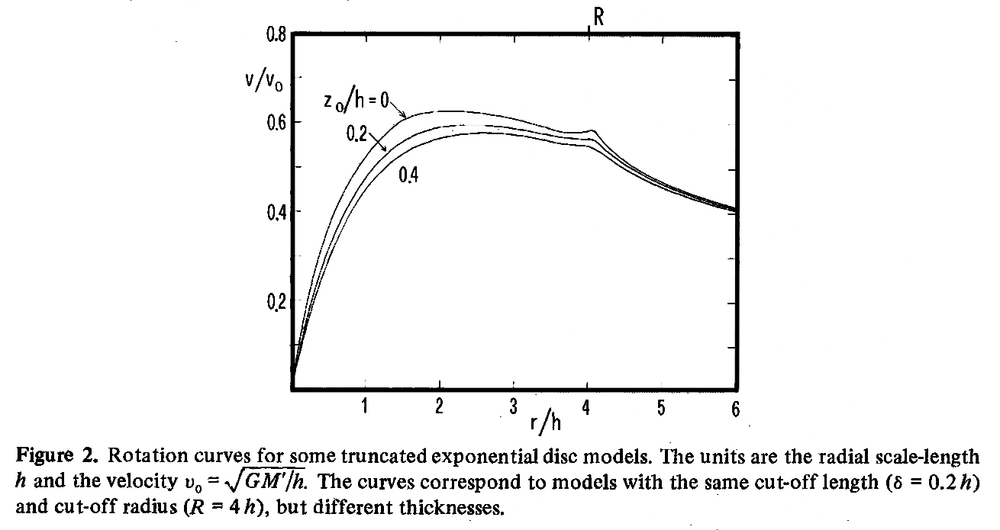 R
0.8
v/v₀
z₀/h = 0
0.6
0.2
0.4
0.4
0.2
1 2 3 4 5 6
r/h
Figure 2. Rotation curves for some truncated exponential disc models. The units are the radial scale-length
h and the velocity v₀ = √GM′/h. The curves correspond to models with the same cut-off length (δ = 0.2 h)
and cut-off radius (R = 4 h), but different thicknesses.